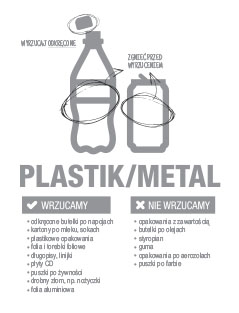 WYRZUCAJ ODKRĘCONE
ZGNIEĆ PRZED
WYRZUCENIEM
PLASTIK/METAL
WRZUCAMY
• odkręcone butelki po napojach
• kartony po mleku, sokach
• plastikowe opakowania
• folia i torebki foliowe
• długopisy, linijki
• płyty CD
• puszki po żywności
• drobny złom, np. nożyczki
• folia aluminiowa
NIE WRZUCAMY
• opakowania z zawartością
• butelki po olejach
• styropian
• guma
• opakowania po aerozolach
• puszki po farbie